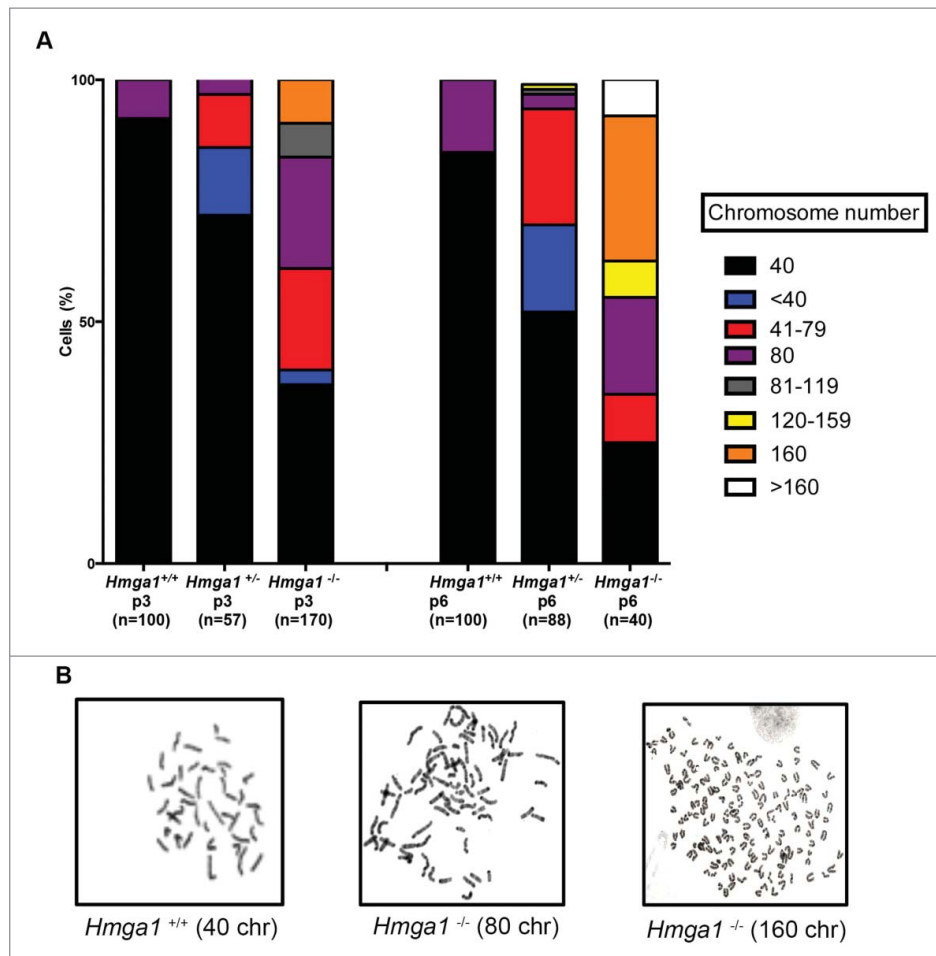 A
100
50
0
Cells (%)
Hmga1+/+ Hmga1 +/- Hmga1 -/- Hmga1+/+ Hmga1+/- Hmga1-/-
p3 p3 p3 p6 p6 p6
(n=100) (n=57) (n=170) (n=100) (n=88) (n=40)
Chromosome number
40
<40
41-79
80
81-119
120-159
160
>160
B
Hmga1 +/+ (40 chr) Hmga1 -/- (80 chr) Hmga1 -/- (160 chr)